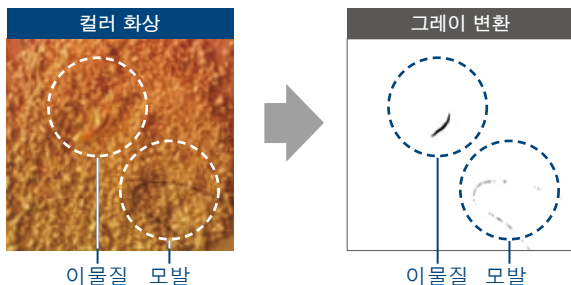 컬러 화상
그레이 변환
이물질 모발
이물질 모발